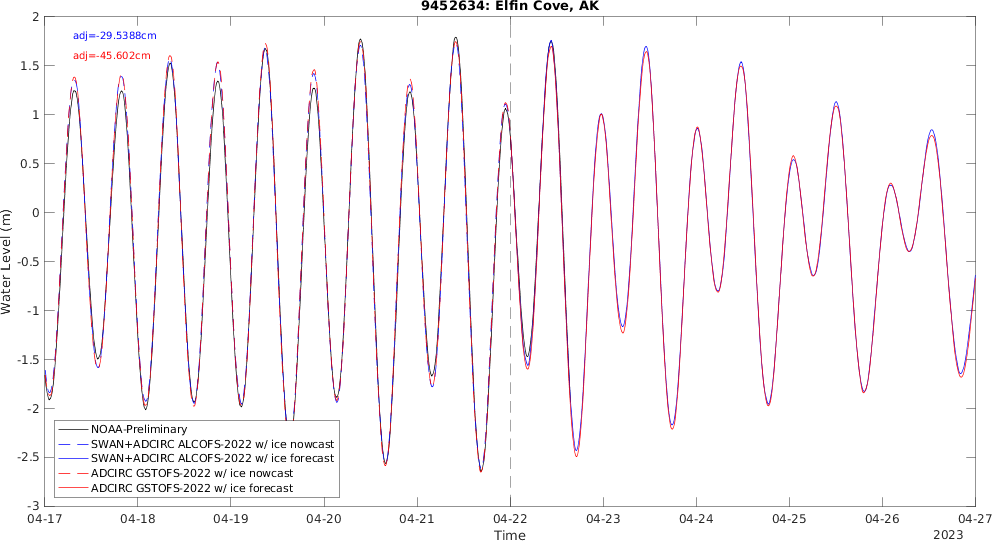 9452634: Elfin Cove, AK
adj=-29.5388cm
adj=-45.602cm
Water Level (m)
2
1.5
1
0.5
0
-0.5
-1
-1.5
-2
-2.5
-3
NOAA-Preliminary
SWAN+ADCIRC ALCOFS-2022 w/ ice nowcast
SWAN+ADCIRC ALCOFS-2022 w/ ice forecast
ADCIRC GSTOFS-2022 w/ ice nowcast
ADCIRC GSTOFS-2022 w/ ice forecast
04-17 04-18 04-19 04-20 04-21 04-22 04-23 04-24 04-25 04-26 04-27
Time
2023